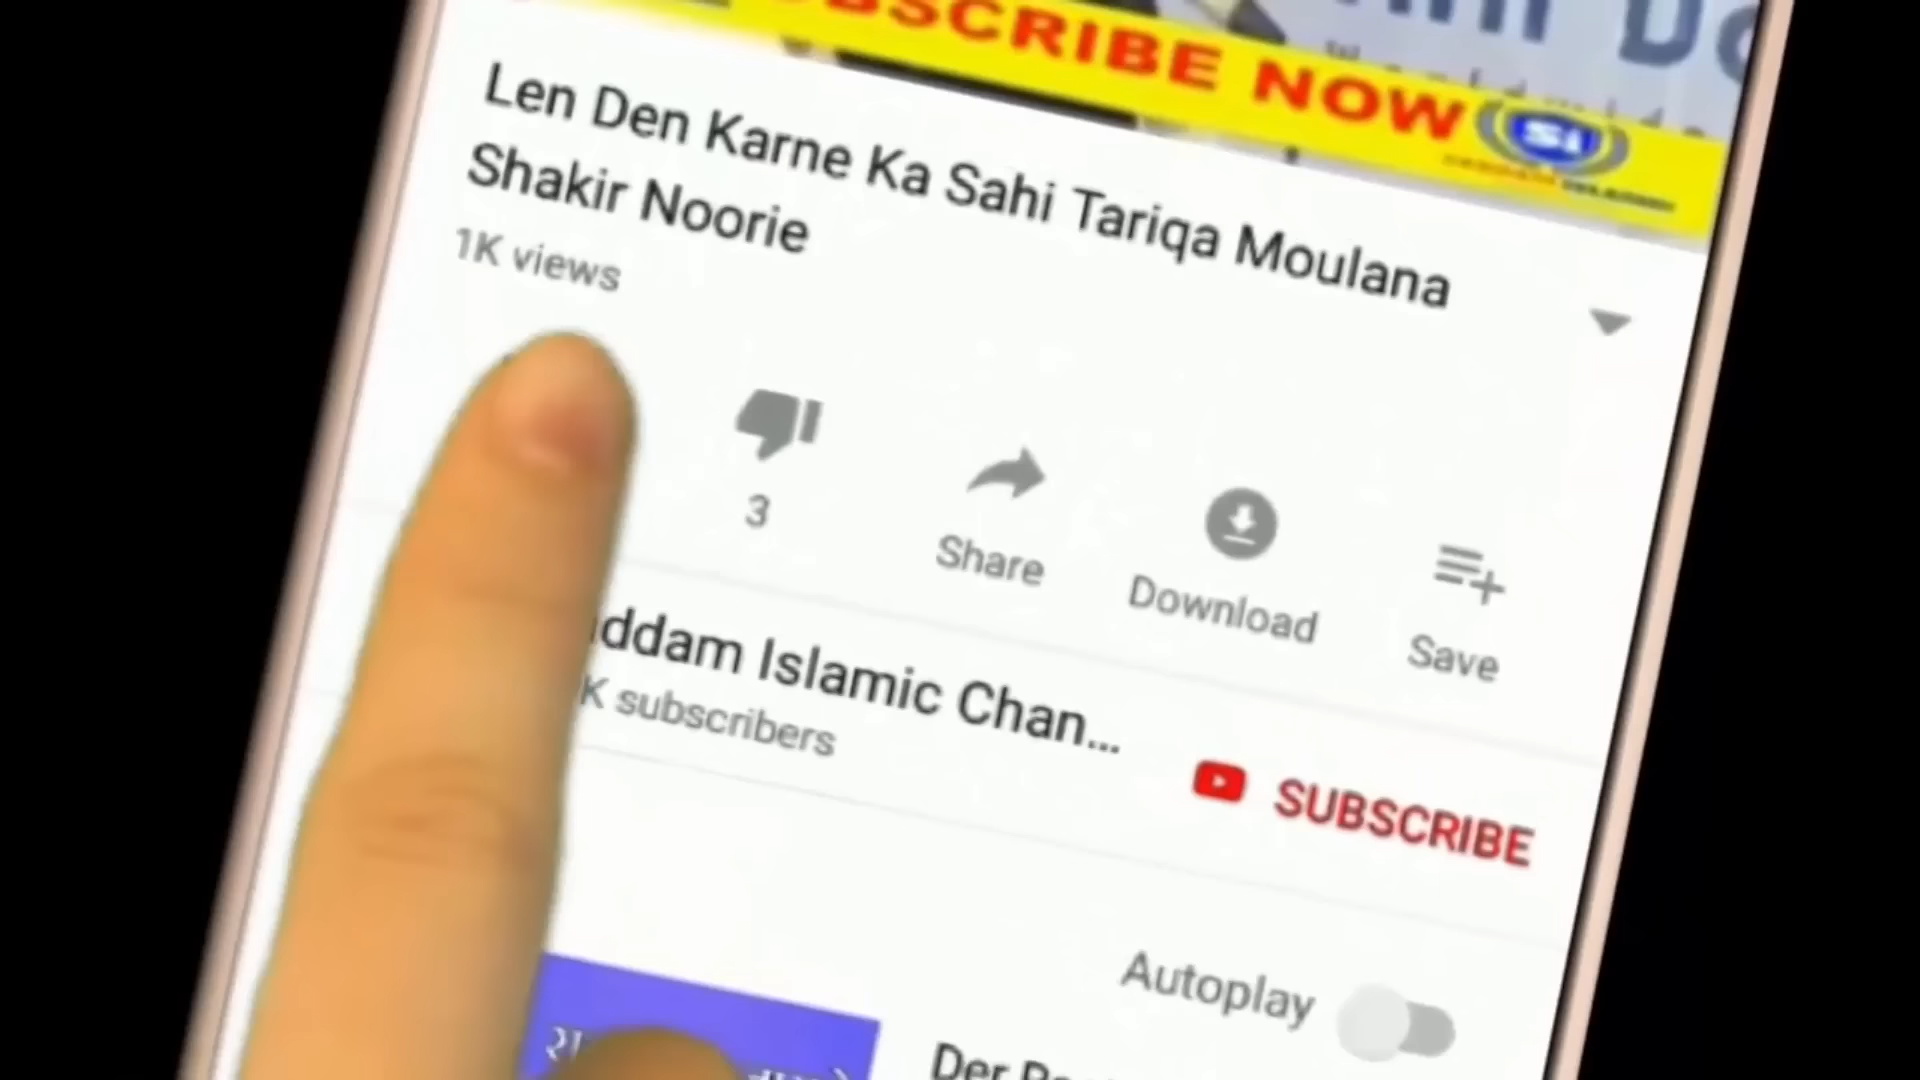 SCRIBE NOW
Len Den Karne Ka Sahi Tariqa Moulana
Shakir Noorie
1K views
3
Share
Download
Save
ddam Islamic Chan...
K subscribers
SUBSCRIBE
Autoplay
Der